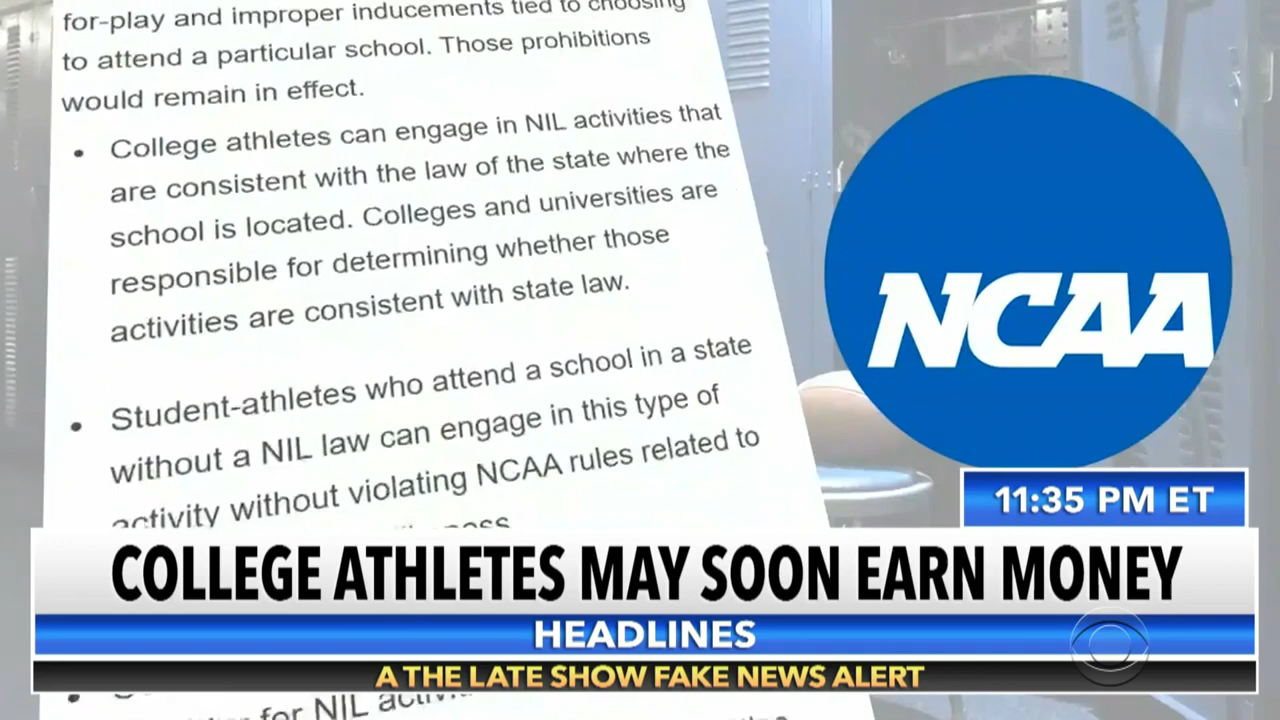 for-play and improper inducements tied to choosing
to attend a particular school. Those prohibitions
would remain in effect.
• College athletes can engage in NIL activities that
are consistent with the law of the state where the
school is located. Colleges and universities are
responsible for determining whether those
activities are consistent with state law.
• Student-athletes who attend a school in a state
without a NIL law can engage in this type of
activity without violating NCAA rules related to
NCAA
11:35 PM ET
COLLEGE ATHLETES MAY SOON EARN MONEY
HEADLINES
A THE LATE SHOW FAKE NEWS ALERT
for NIL